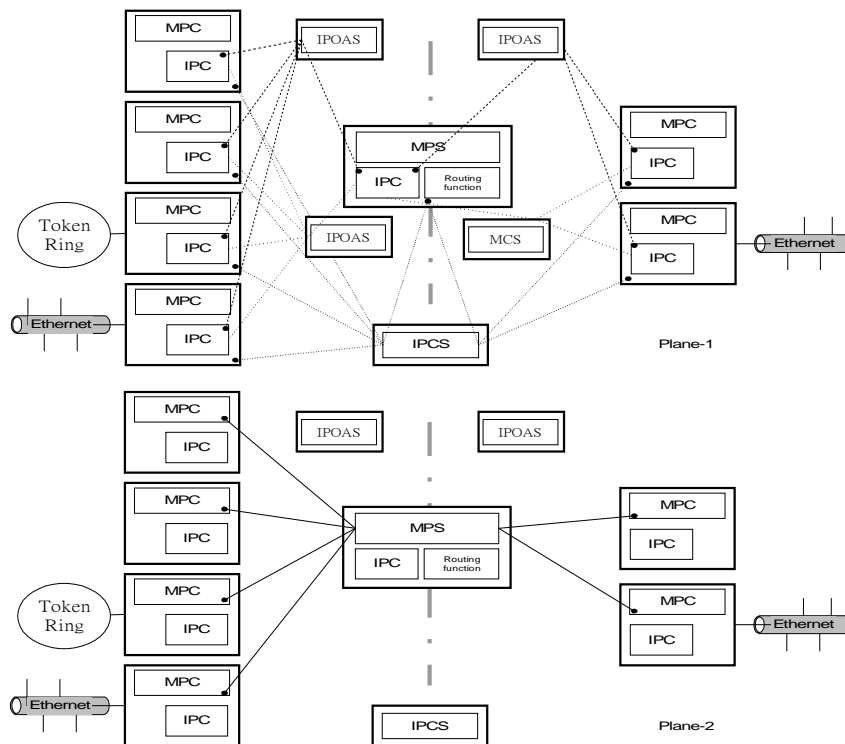 MPC
IPC
IPOAS
IPOAS
MPC
IPC
MPS
IPC
Routing
function
MPC
IPC
Token
Ring
MPC
IPC
IPOAS
MCS
MPC
IPC
Ethernet
Ethernet
MPC
IPC
IPCS
Plane-1
MPC
IPC
IPOAS
IPOAS
MPC
IPC
MPS
IPC
Routing
function
MPC
IPC
Token
Ring
MPC
IPC
MPC
IPC
Ethernet
Ethernet
MPC
IPC
IPCS
Plane-2